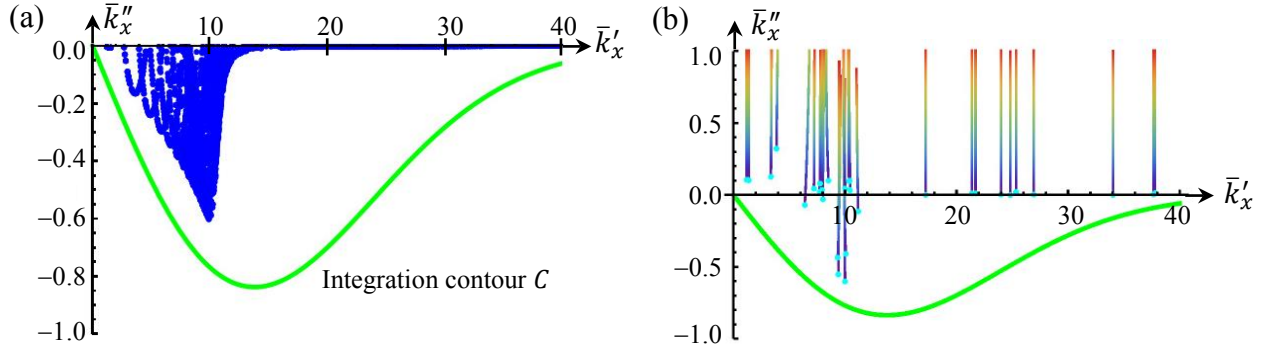 (a)
k̄″ₓ
10 20 30 40
k̄′ₓ
0.0
−0.2
−0.4
−0.6
−0.8
−1.0
Integration contour C
(b)
k̄″ₓ
1.0
0.5
0.0
−0.5
−1.0
10 20 30 40
k̄′ₓ